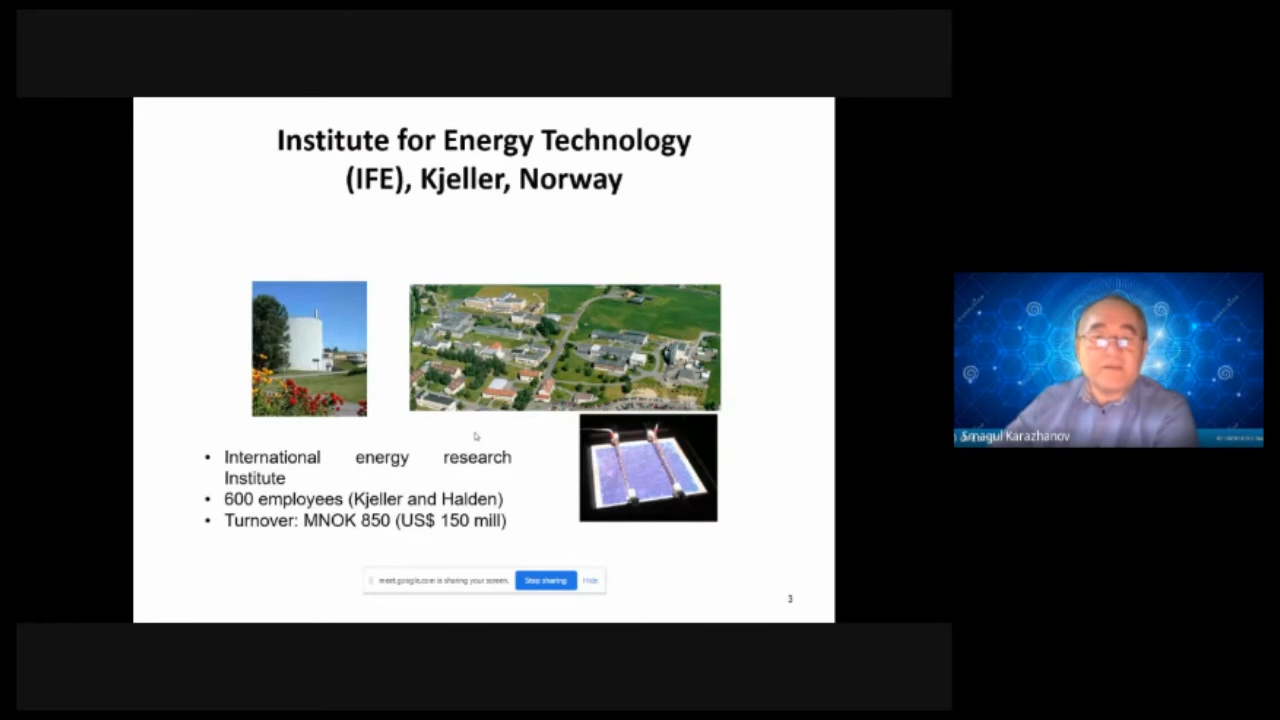 Institute for Energy Technology
(IFE), Kjeller, Norway
• International energy research
Institute
• 600 employees (Kjeller and Halden)
• Turnover: MNOK 850 (US$ 150 mill)
meet.google.com is sharing your screen. Stop sharing Hide
3
Smagul Karazhanov